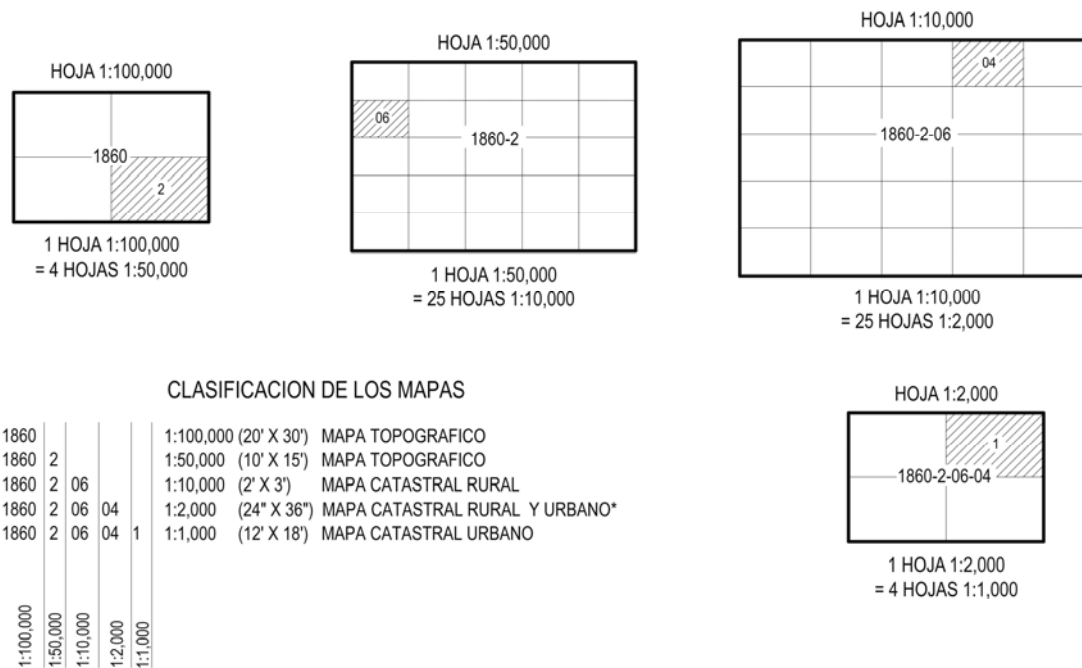 HOJA 1:100,000
1860
2
1 HOJA 1:100,000
= 4 HOJAS 1:50,000
HOJA 1:50,000
06
1860-2
1 HOJA 1:50,000
= 25 HOJAS 1:10,000
HOJA 1:10,000
04
1860-2-06
1 HOJA 1:10,000
= 25 HOJAS 1:2,000
CLASIFICACION DE LOS MAPAS
1860 1:100,000 (20' X 30') MAPA TOPOGRAFICO
1860 2 1:50,000 (10' X 15') MAPA TOPOGRAFICO
1860 2 06 1:10,000 (2' X 3') MAPA CATASTRAL RURAL
1860 2 06 04 1:2,000 (24" X 36") MAPA CATASTRAL RURAL Y URBANO*
1860 2 06 04 1 1:1,000 (12' X 18') MAPA CATASTRAL URBANO
1:100,000
1:50,000
1:10,000
1:2,000
1:1,000
HOJA 1:2,000
1
1860-2-06-04
1 HOJA 1:2,000
= 4 HOJAS 1:1,000